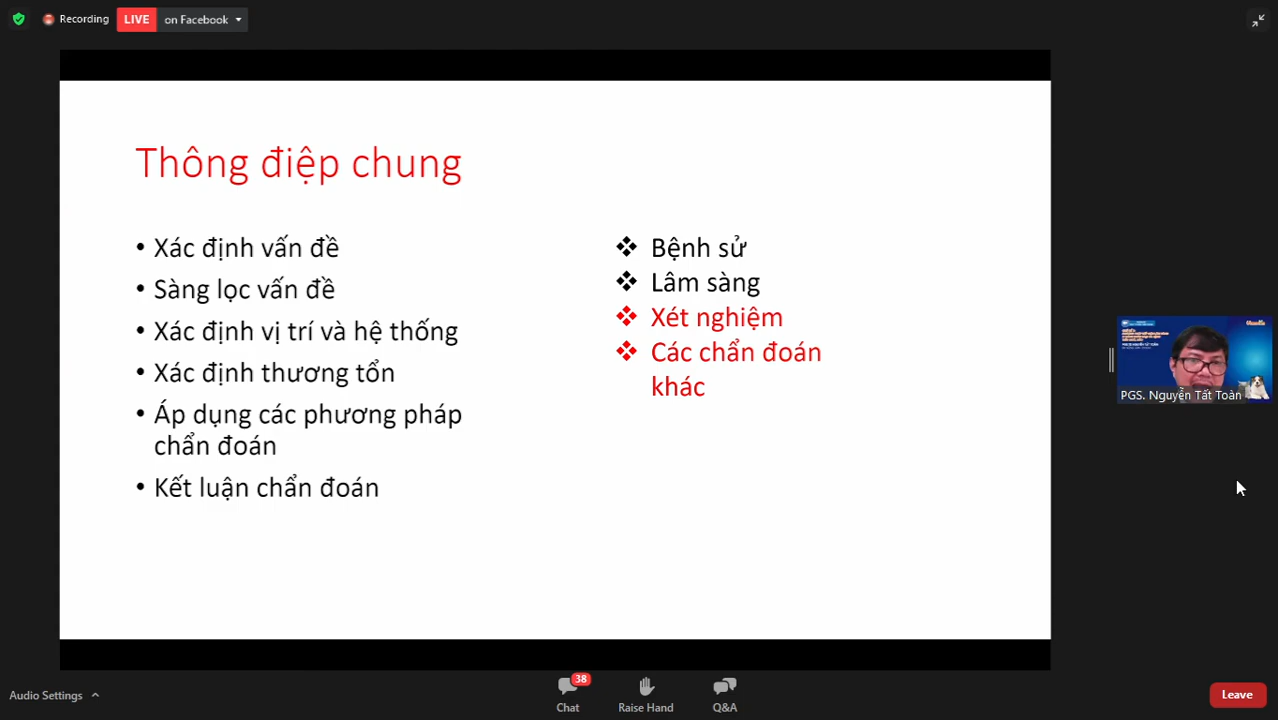 Recording
LIVE
on Facebook
Thông điệp chung
• Xác định vấn đề
• Sàng lọc vấn đề
• Xác định vị trí và hệ thống
• Xác định thương tổn
• Áp dụng các phương pháp
chẩn đoán
• Kết luận chẩn đoán
❖ Bệnh sử
❖ Lâm sàng
❖ Xét nghiệm
❖ Các chẩn đoán
khác
PGS. Nguyễn Tất Toàn
Audio Settings
38
Chat
Raise Hand
Q&A
Leave